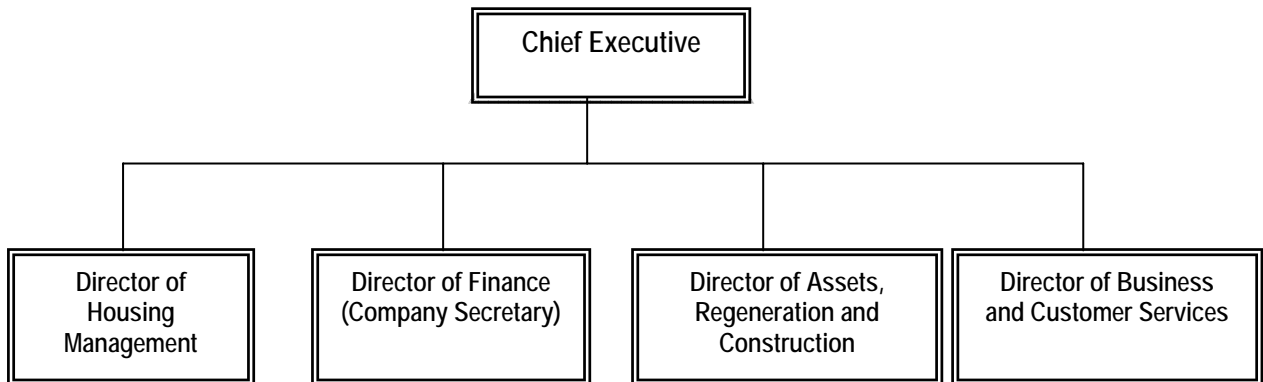 Chief Executive
Director of
Housing
Management
Director of Finance
(Company Secretary)
Director of Assets,
Regeneration and
Construction
Director of Business
and Customer Services